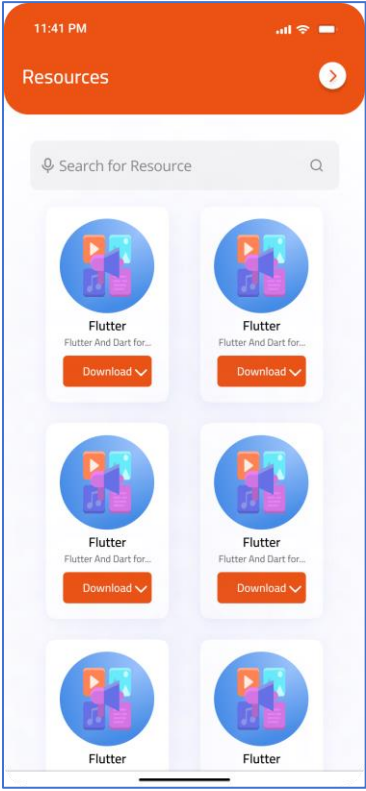 11:41 PM
Resources
Search for Resource
Flutter
Flutter And Dart for...
Download
Flutter
Flutter And Dart for...
Download
Flutter
Flutter And Dart for...
Download
Flutter
Flutter And Dart for...
Download
Flutter
Flutter